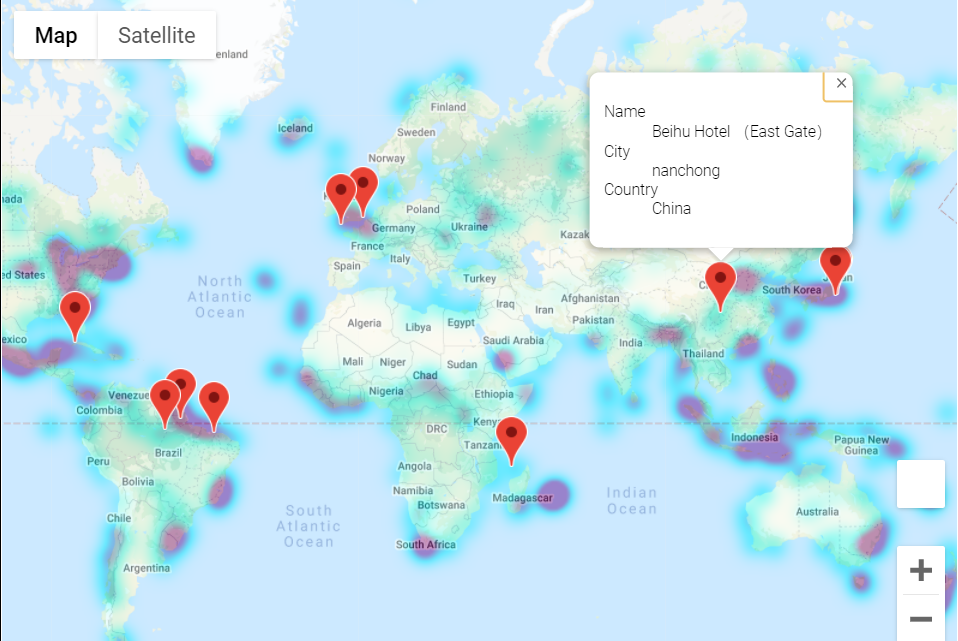 Map
Satellite
enland
Iceland
Finland
Sweden
Norway
Poland
Germany
Ukraine
France
Italy
Spain
Turkey
Kazak
nada
ed States
exico
North
Atlantic
Ocean
Name
Beihu Hotel (East Gate)
City
nanchong
Country
China
South Korea
Iraq
Iran
Afghanistan
Pakistan
Algeria
Libya
Egypt
Saudi Arabia
India
Thailand
Mali
Niger
Sudan
Chad
Nigeria
Ethiopia
Venezue
Colombia
DRC
Kenya
Tanzan
Indonesia
Papua New
Guinea
Peru
Brazil
Bolivia
Angola
Namibia
Botswana
Madagascar
Indian
Ocean
Chile
South
Atlantic
Ocean
Australia
South Africa
Argentina